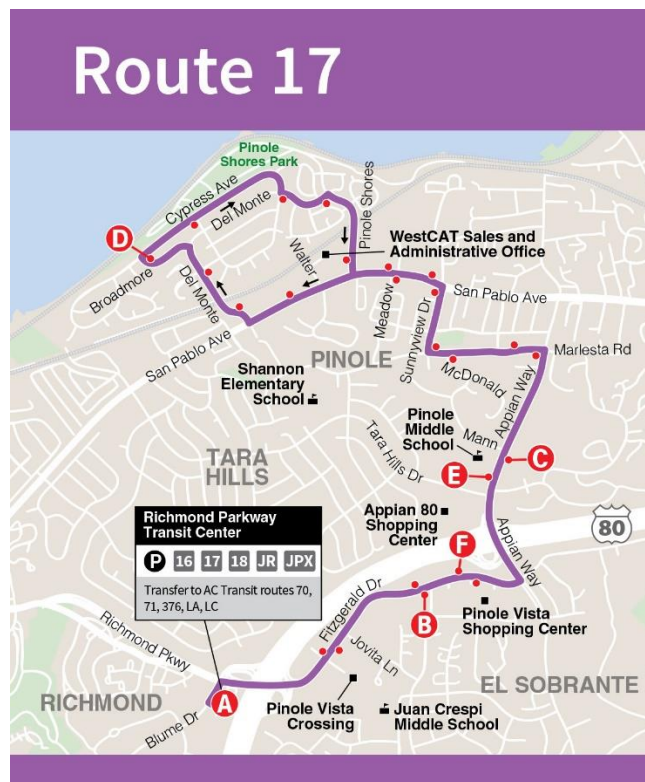 Route 17
Pinole
Shores Park
Cypress Ave
Del Monte
Pinole Shores
D
Walter
WestCAT Sales and
Administrative Office
Broadmore
Del Monte
Meadow
San Pablo Ave
Sunnyview Dr
San Pablo Ave
PINOLE
Marlesta Rd
McDonald
Shannon
Elementary
School
Appian Way
Pinole
Middle
School
Mann
TARA
HILLS
Tara Hills Dr
E
C
Appian 80
Shopping
Center
80
Appian Way
Richmond Parkway
Transit Center
P 16 17 18 JR JPX
Transfer to AC Transit routes 70,
71, 376, LA, LC
F
Fitzgerald Dr
B
Pinole Vista
Shopping Center
Richmond Pkwy
Jovita Ln
RICHMOND
A
Blume Dr
Pinole Vista
Crossing
Juan Crespi
Middle School
EL SOBRANTE